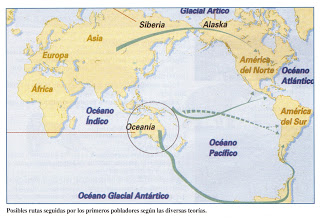 Glacial Artico
Siberia
Alaska
Asia
Europa
América
del Norte
Océano
Atlántico
África
Océano
Índico
Oceanía
América
del Sur
Océano
Pacífico
Océano Glacial Antártico
Posibles rutas seguidas por los primeros pobladores según las diversas teorías.